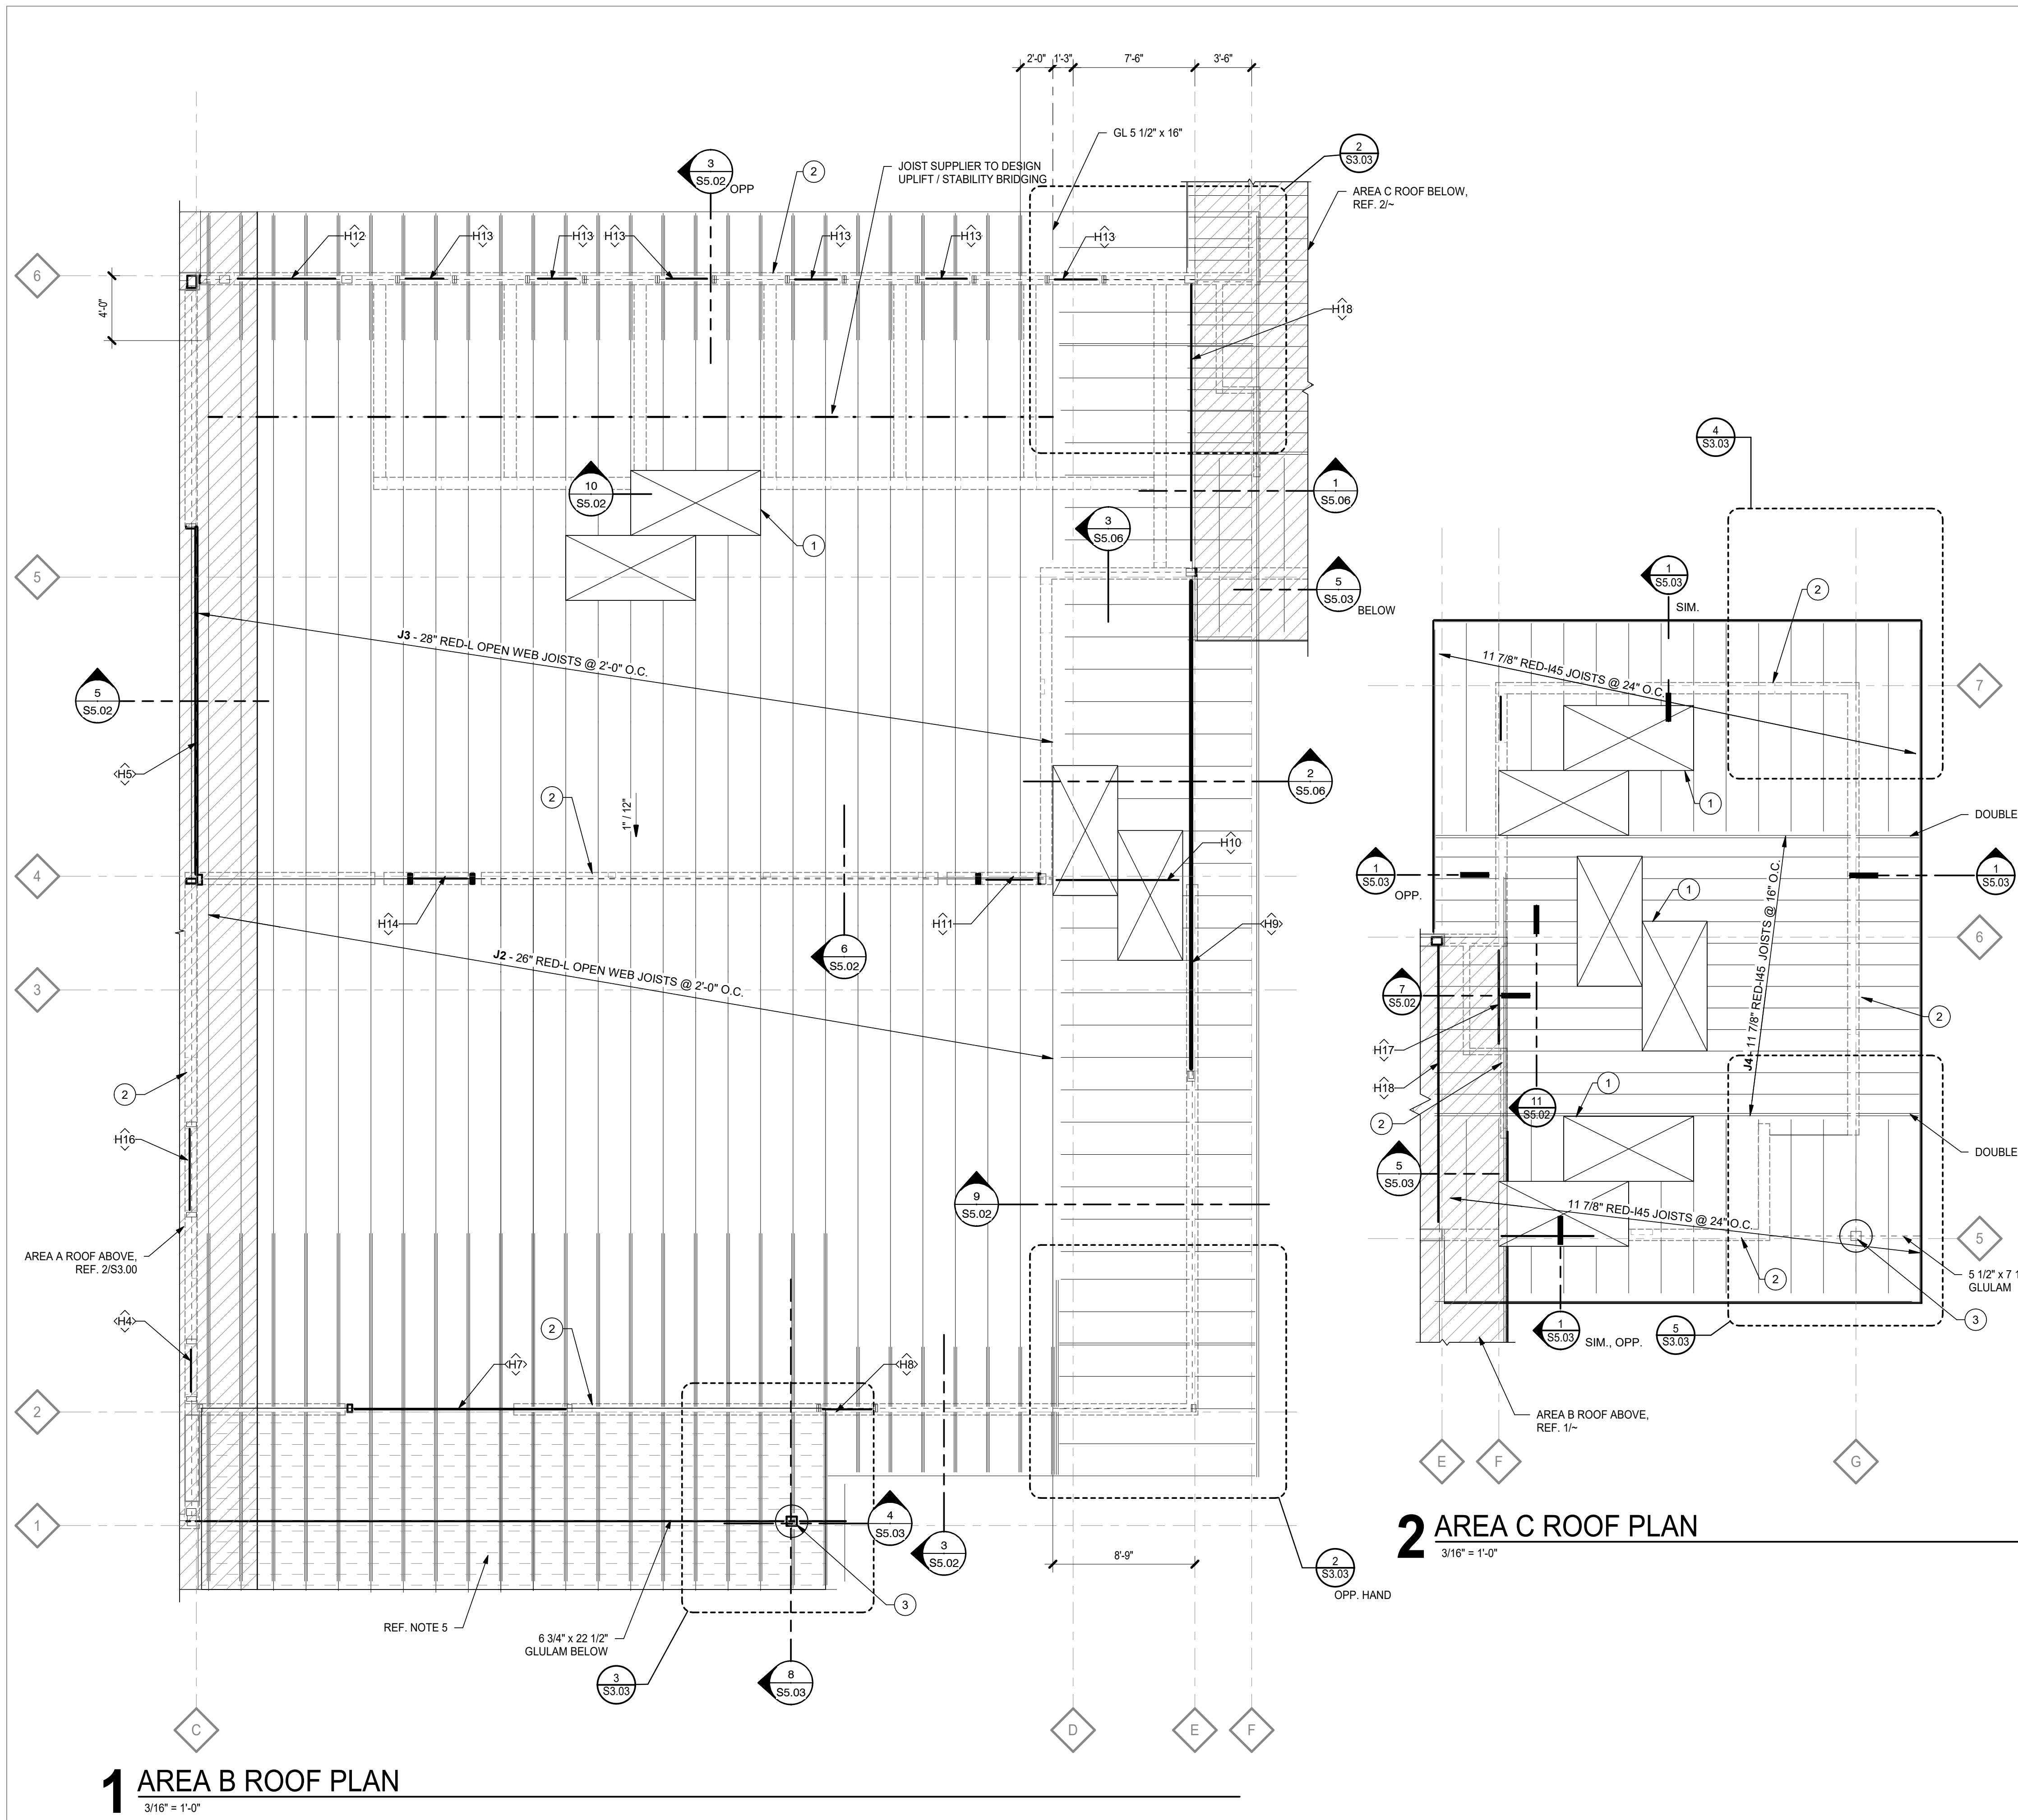 2'-0"
1'-3"
7'-6"
3'-6"
GL 5 1/2" x 16"
2
S3.03
3
S5.02
OPP
2
JOIST SUPPLIER TO DESIGN
UPLIFT / STABILITY BRIDGING
AREA C ROOF BELOW,
REF. 2/~
H12
H13
H13
H13
H13
H13
H13
6
4'-0"
H18
10
S5.02
1
1
S5.06
3
S5.06
5
5
S5.03
BELOW
J3 - 28" RED-L OPEN WEB JOISTS @ 2'-0" O.C.
5
S5.02
H5
2
1" / 12"
2
S5.06
H10
4
H14
H11
H9
6
S5.02
J2 - 26" RED-L OPEN WEB JOISTS @ 2'-0" O.C.
3
2
H16
9
S5.02
AREA A ROOF ABOVE,
REF. 2/S3.00
H4
2
H7
H8
2
1
4
S5.03
3
S5.02
8'-9"
2
S3.03
OPP. HAND
3
REF. NOTE 5
6 3/4" x 22 1/2"
GLULAM BELOW
3
S3.03
8
S5.03
C
D
E
F
1 AREA B ROOF PLAN
3/16" = 1'-0"
4
S3.03
1
S5.03
SIM.
2
11 7/8" RED-I45 JOISTS @ 24" O.C.
7
1
DOUBLE
1
S5.03
OPP.
1
1
S5.03
J4 - 11 7/8" RED-I45 JOISTS @ 16" O.C.
6
7
S5.02
2
H17
H18
1
11
S5.02
2
DOUBLE
5
S5.03
11 7/8" RED-I45 JOISTS @ 24" O.C.
5
2
5 1/2" x 7 1
GLULAM
3
1
S5.03
SIM., OPP.
5
S3.03
AREA B ROOF ABOVE,
REF. 1/~
E
F
G
2 AREA C ROOF PLAN
3/16" = 1'-0"